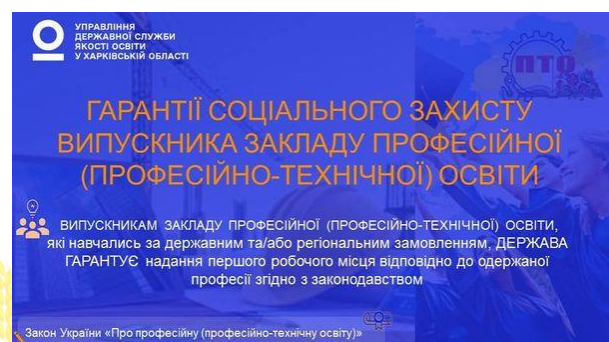 УПРАВЛІННЯ
ДЕРЖАВНОЇ СЛУЖБИ
ЯКОСТІ ОСВІТИ
У ХАРКІВСЬКІЙ ОБЛАСТІ
ПТО
ГАРАНТІЇ СОЦІАЛЬНОГО ЗАХИСТУ
ВИПУСКНИКА ЗАКЛАДУ ПРОФЕСІЙНОЇ
(ПРОФЕСІЙНО-ТЕХНІЧНОЇ) ОСВІТИ
ВИПУСКНИКАМ ЗАКЛАДУ ПРОФЕСІЙНОЇ (ПРОФЕСІЙНО-ТЕХНІЧНОЇ) ОСВІТИ,
які навчались за державним та/або регіональним замовленням, ДЕРЖАВА
ГАРАНТУЄ надання першого робочого місця відповідно до одержаної
професії згідно з законодавством
Закон України «Про професійну (професійно-технічну освіту)»